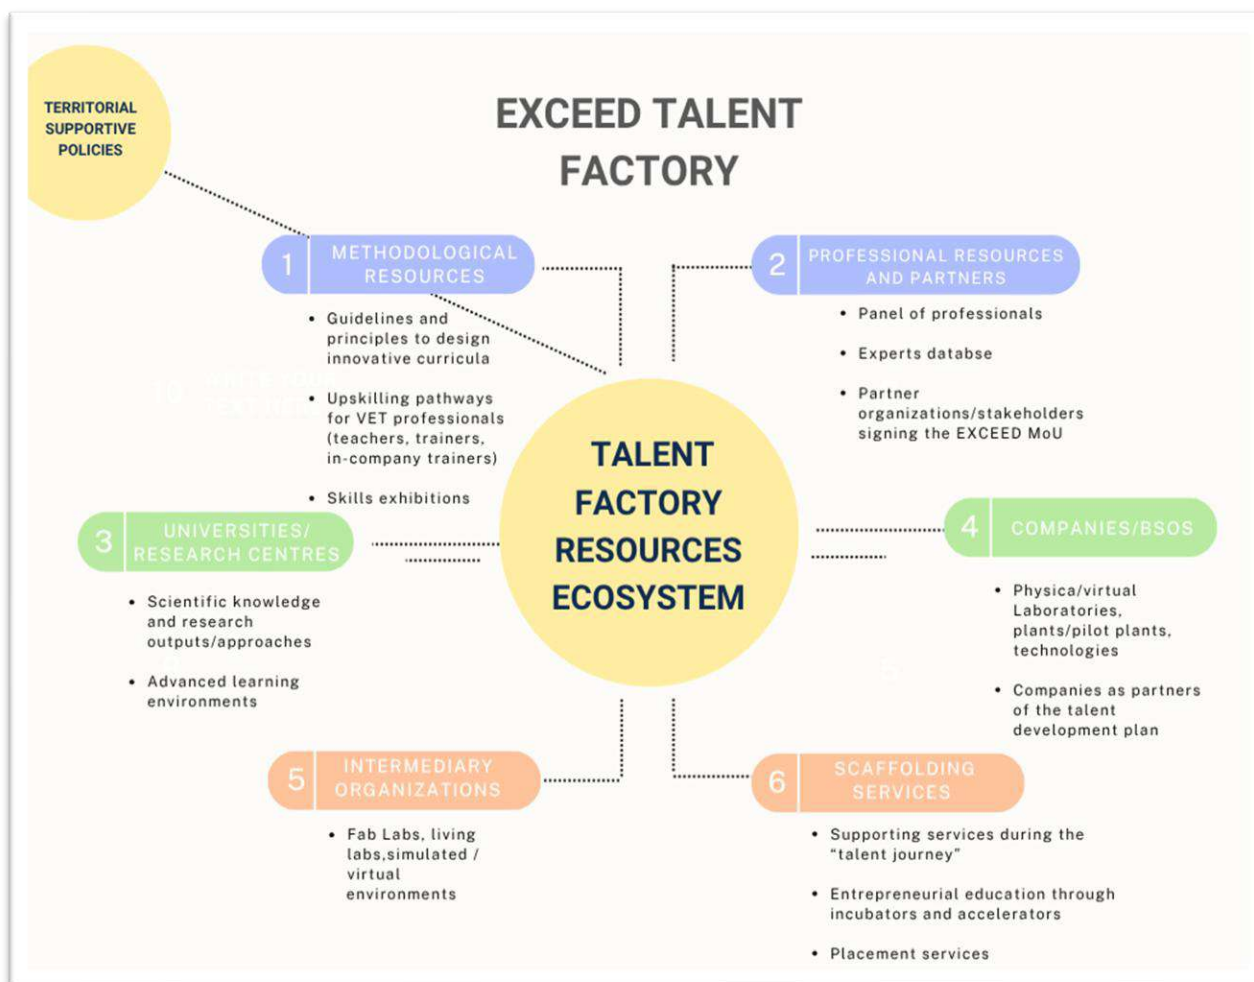 TERRITORIAL
SUPPORTIVE
POLICIES
EXCEED TALENT
FACTORY
1
METHODOLOGICAL
RESOURCES
• Guidelines and
principles to design
innovative curricula
• Upskilling pathways
for VET professionals
(teachers, trainers,
in-company trainers)
• Skills exhibitions
2
PROFESSIONAL RESOURCES
AND PARTNERS
• Panel of professionals
• Experts databse
• Partner
organizations/stakeholders
signing the EXCEED MoU
TALENT
FACTORY
RESOURCES
ECOSYSTEM
3
UNIVERSITIES/
RESEARCH CENTRES
• Scientific knowledge
and research
outputs/approaches
• Advanced learning
environments
4
COMPANIES/BSOS
• Physica/virtual
Laboratories,
plants/pilot plants,
technologies
• Companies as partners
of the talent
development plan
5
INTERMEDIARY
ORGANIZATIONS
• Fab Labs, living
labs,simulated /
virtual
environments
6
SCAFFOLDING
SERVICES
• Supporting services during the
“talent journey”
• Entrepreneurial education through
incubators and accelerators
• Placement services